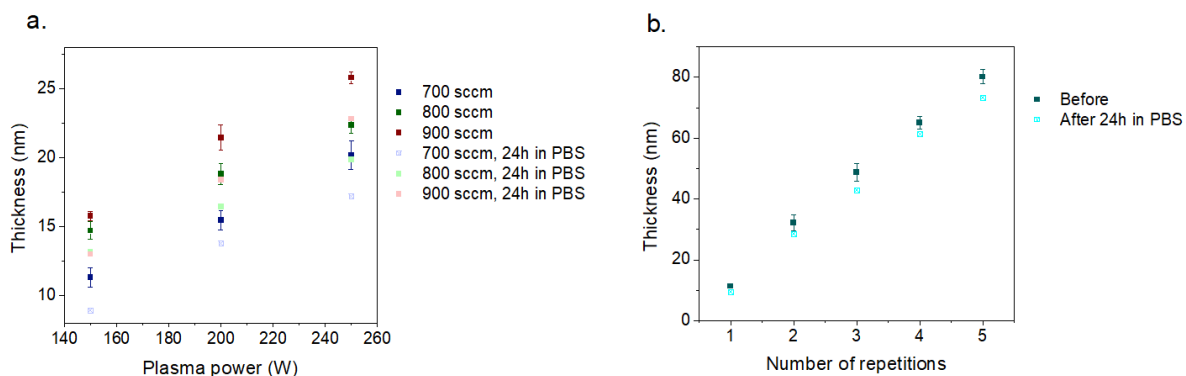 a.
Thickness (nm)
25
20
15
10
140 160 180 200 220 240 260
Plasma power (W)
700 sccm
800 sccm
900 sccm
700 sccm, 24h in PBS
800 sccm, 24h in PBS
900 sccm, 24h in PBS
b.
Thickness (nm)
80
60
40
20
0
1 2 3 4 5
Number of repetitions
Before
After 24h in PBS